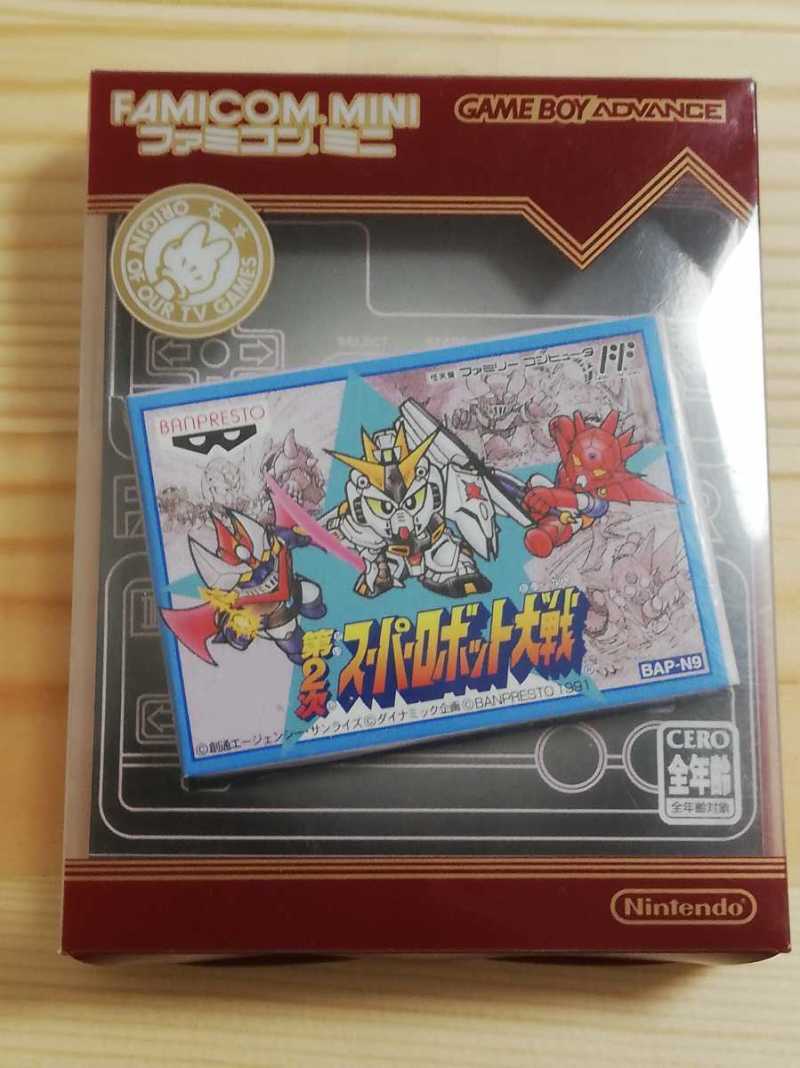 FAMICOM MINI
ファミコン ミニ
GAME BOY ADVANCE
ORIGIN OF OUR TV GAMES
SELECT
任天堂 ファミリー コンピュータ
FF
BANPRESTO
第2次
スーパーロボット大戦
BAP-N9
©創通エージェンシー・サンライズ©ダイナミック企画©BANPRESTO 1991
CERO
全年齢
全年齢対象
Nintendo